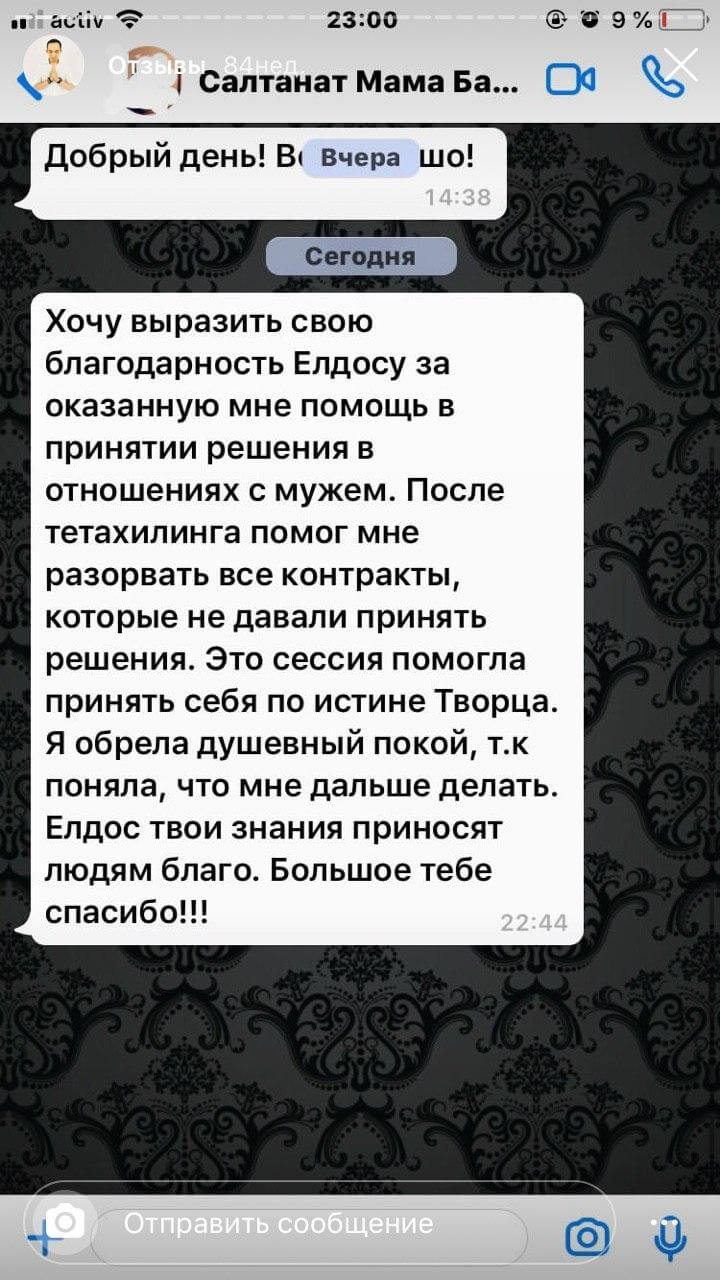 activ 23:00 9 %
Отзывы 84нед.
Салтанат Мама Ба...
Добрый день! шо!
Вчера
14:38
Сегодня
Хочу выразить свою
благодарность Елдосу за
оказанную мне помощь в
принятии решения в
отношениях с мужем. После
тетахилинга помог мне
разорвать все контракты,
которые не давали принять
решения. Это сессия помогла
принять себя по истине Творца.
Я обрела душевный покой, т.к
поняла, что мне дальше делать.
Елдос твои знания приносят
людям благо. Большое тебе
спасибо!!!
22:44
Отправить сообщение